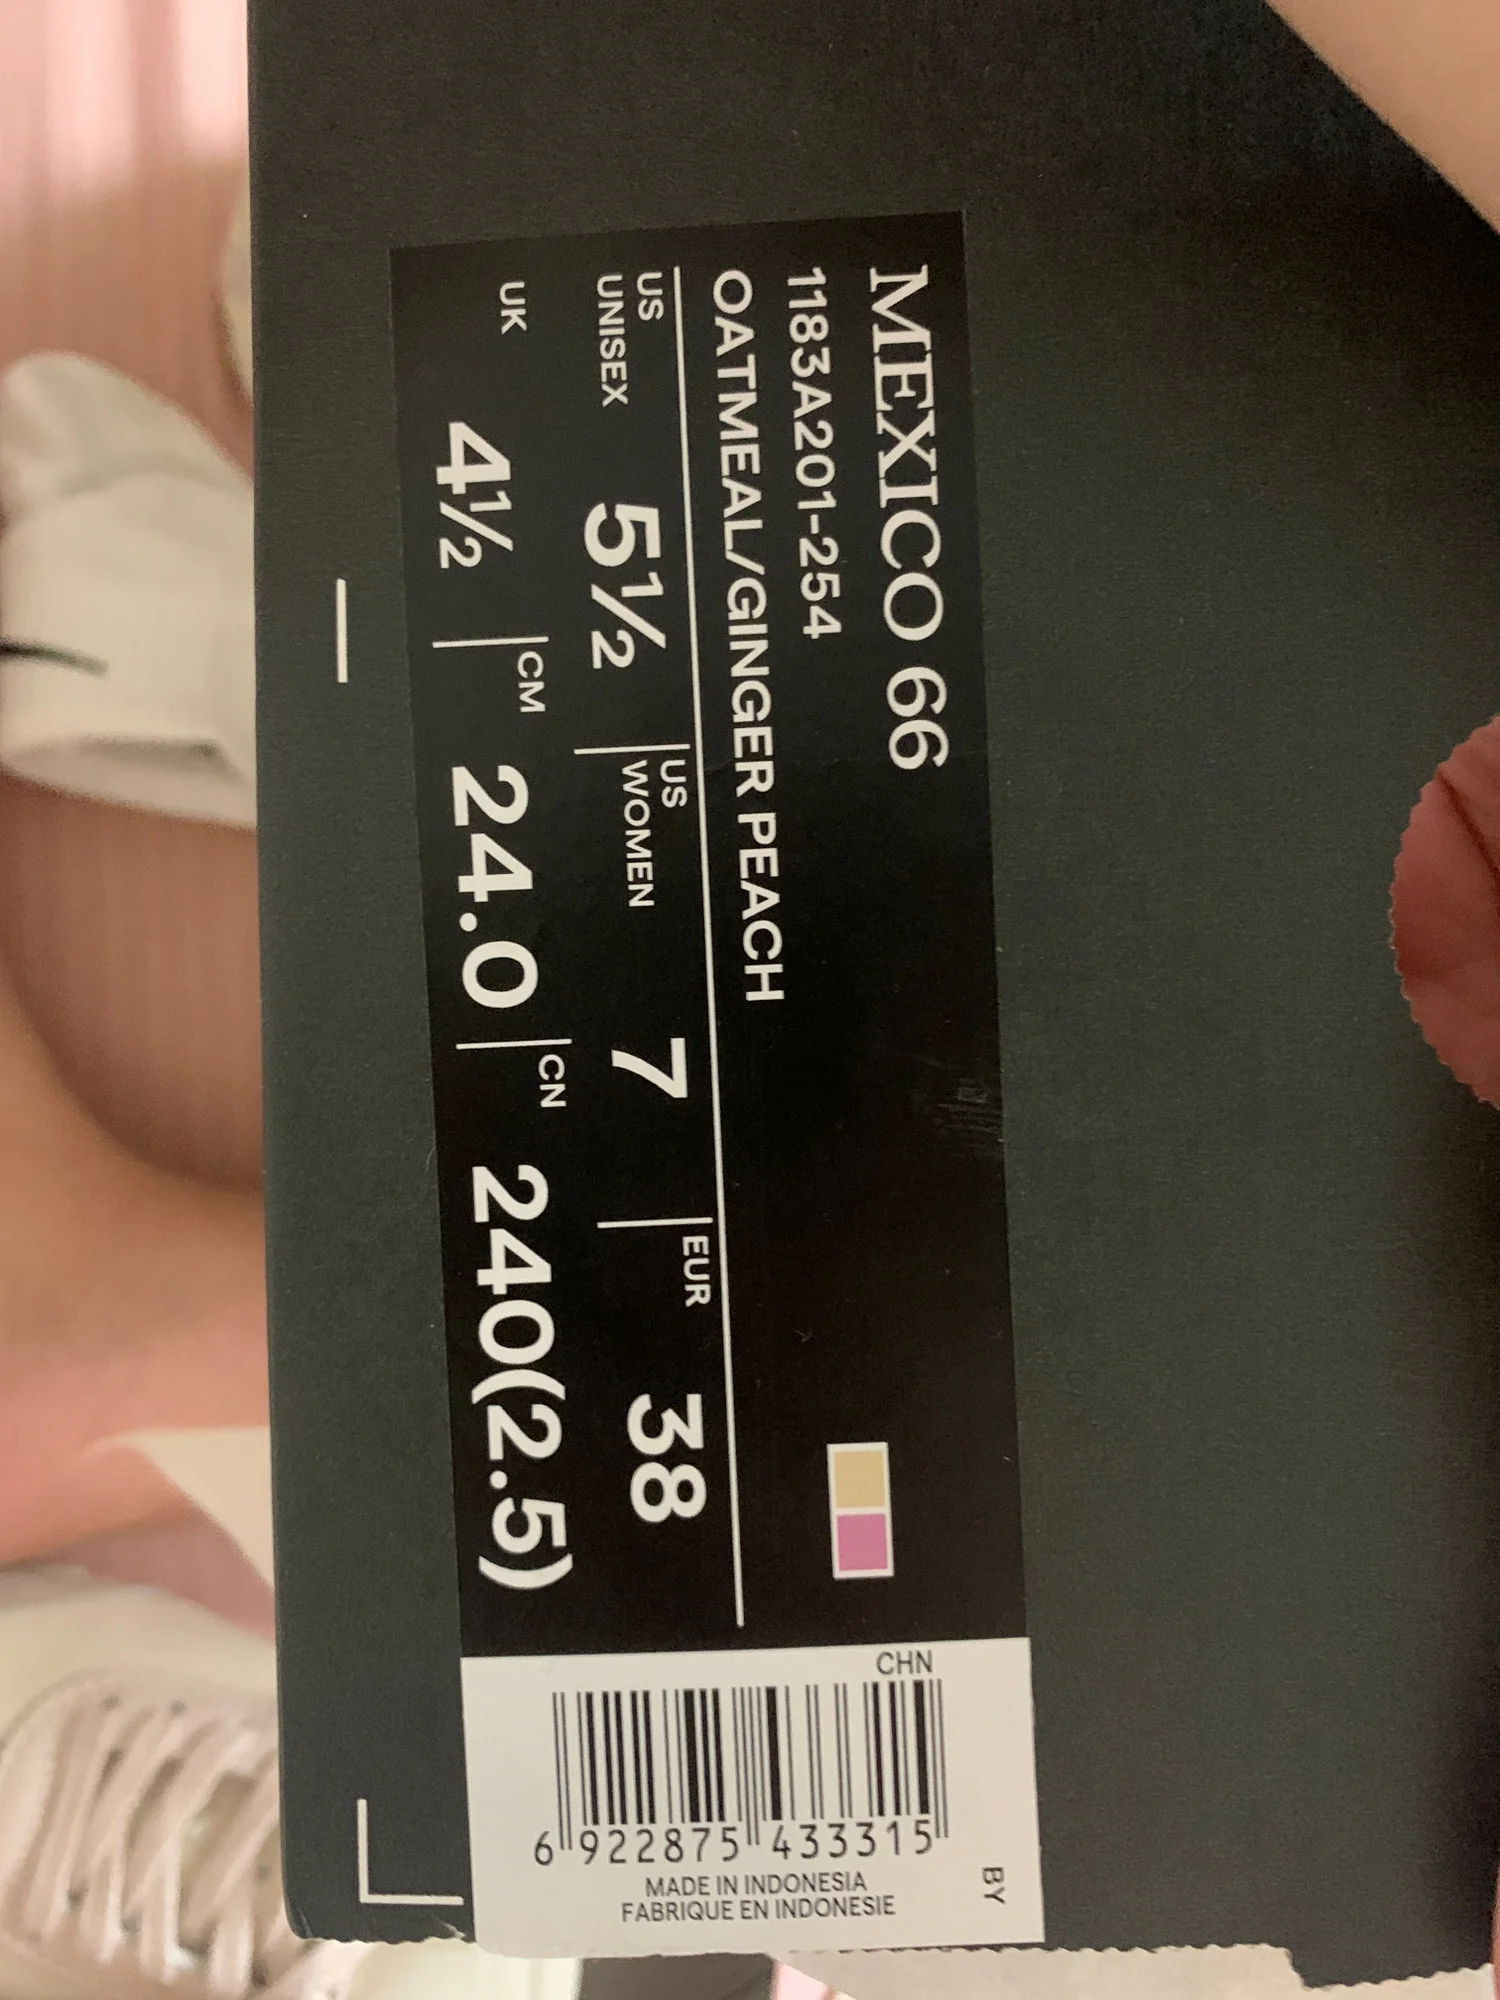 MEXICO 66
1183A201-254
OATMEAL/GINGER PEACH
US UNISEX 5½ US WOMEN 7 EUR 38
UK 4½ CM 24.0 CN 240(2.5)
CHN
6 922875 433315
MADE IN INDONESIA
FABRIQUE EN INDONESIE
BY